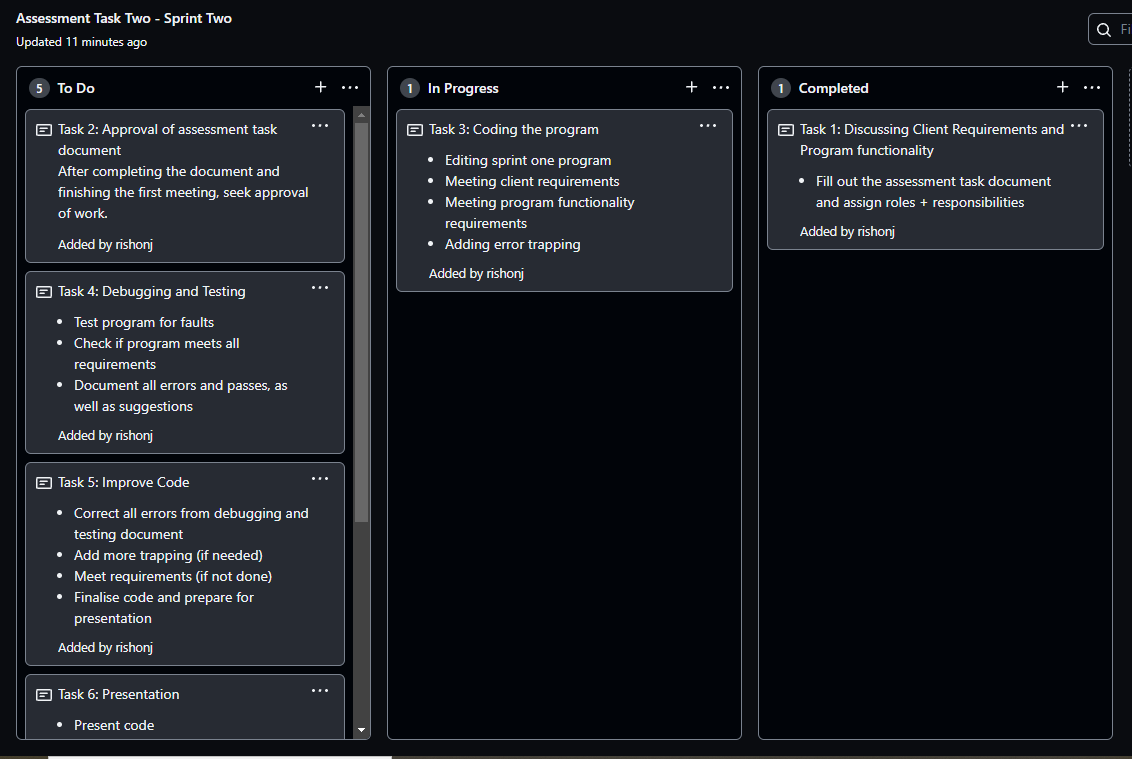 Assessment Task Two - Sprint Two
Updated 11 minutes ago
Fi
5 To Do
Task 2: Approval of assessment task
document
After completing the document and
finishing the first meeting, seek approval
of work.
Added by rishonj
Task 4: Debugging and Testing
Test program for faults
Check if program meets all
requirements
Document all errors and passes, as
well as suggestions
Added by rishonj
Task 5: Improve Code
Correct all errors from debugging and
testing document
Add more trapping (if needed)
Meet requirements (if not done)
Finalise code and prepare for
presentation
Added by rishonj
Task 6: Presentation
Present code
1 In Progress
Task 3: Coding the program
Editing sprint one program
Meeting client requirements
Meeting program functionality
requirements
Adding error trapping
Added by rishonj
1 Completed
Task 1: Discussing Client Requirements and
Program functionality
Fill out the assessment task document
and assign roles + responsibilities
Added by rishonj